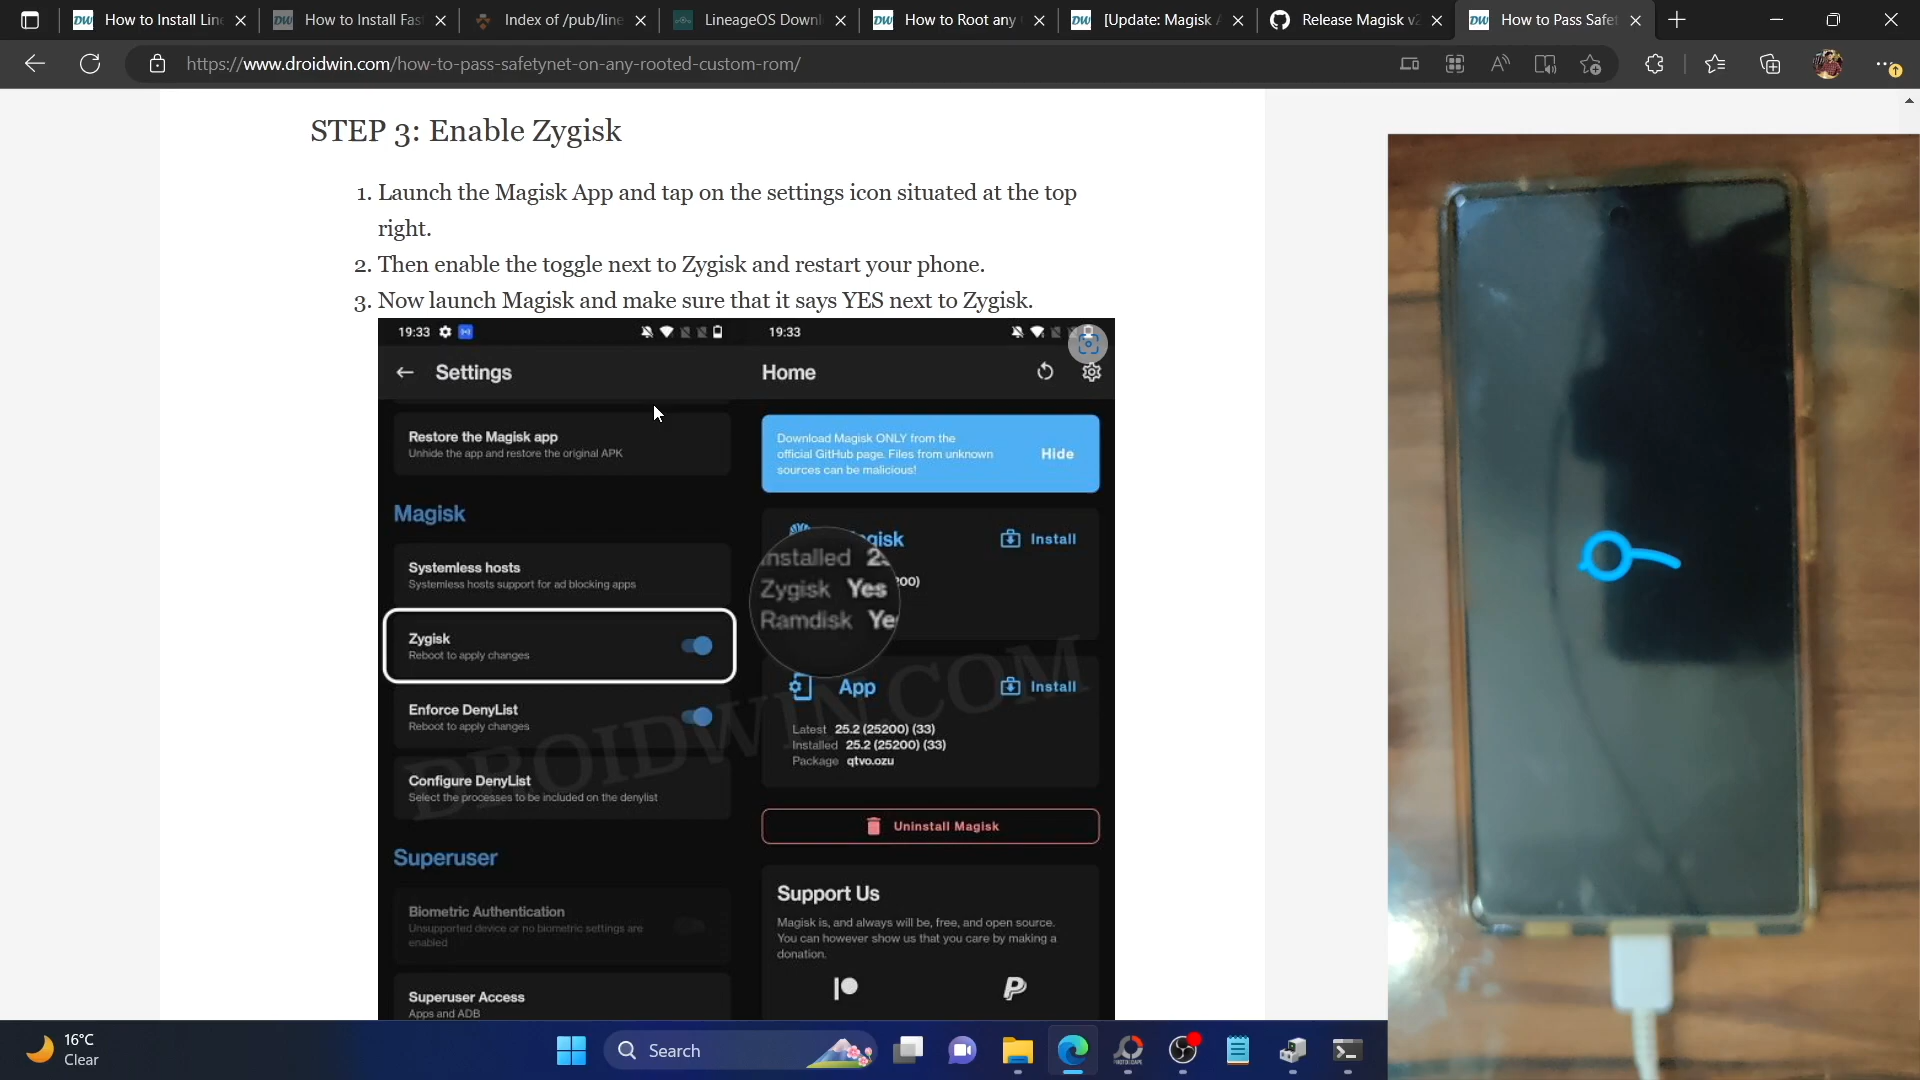 How to Install Lin
How to Install Fas
Index of /pub/line
LineageOS Downl
How to Root any
[Update: Magisk A
Release Magisk v2
How to Pass Safet
https://www.droidwin.com/how-to-pass-safetynet-on-any-rooted-custom-rom/
STEP 3: Enable Zygisk
1. Launch the Magisk App and tap on the settings icon situated at the top
right.
2. Then enable the toggle next to Zygisk and restart your phone.
3. Now launch Magisk and make sure that it says YES next to Zygisk.
19:33
Settings
Restore the Magisk app
Unhide the app and restore the original APK
Magisk
Systemless hosts
Systemless hosts support for ad blocking apps
Zygisk
Reboot to apply changes
Enforce DenyList
Reboot to apply changes
Configure DenyList
Select the processes to be included on the denylist
Superuser
Biometric Authentication
Unsupported device or no biometric settings are
enabled
Superuser Access
Apps and ADB
19:33
Home
Download Magisk ONLY from the
official GitHub page. Files from unknown
sources can be malicious!
Hide
agisk
Install
nstalled 2
Zygisk Yes
Ramdisk Ye
00)
App
Install
Latest 25.2 (25200) (33)
Installed 25.2 (25200) (33)
Package qtvo.ozu
Uninstall Magisk
Support Us
Magisk is, and always will be, free, and open source.
You can however show us that you care by making a
donation.
DROIDWIN.COM
16°C
Clear
Search